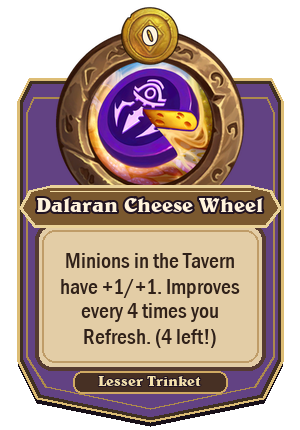 0
Dalaran Cheese Wheel
Minions in the Tavern
have +1/+1. Improves
every 4 times you
Refresh. (4 left!)
Lesser Trinket